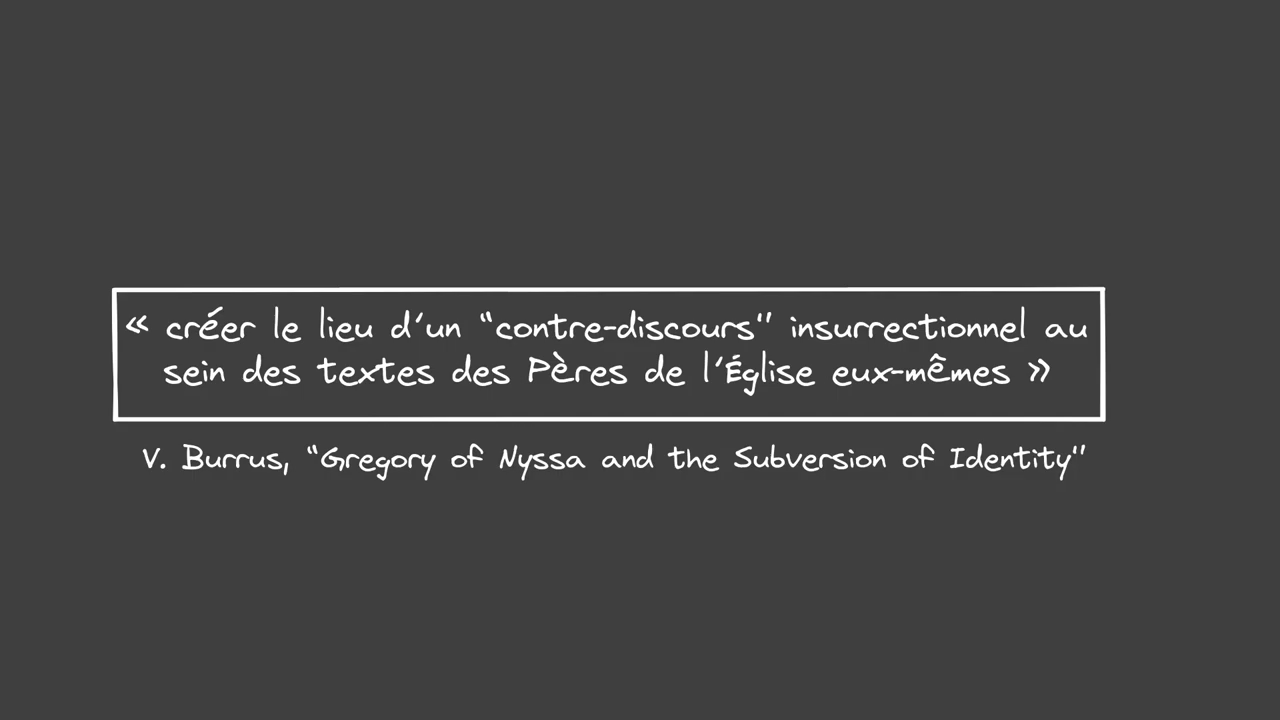 « créer le lieu d'un "contre-discours" insurrectionnel au
sein des textes des Pères de l'Église eux-mêmes »
V. Burrus, "Gregory of Nyssa and the Subversion of Identity"